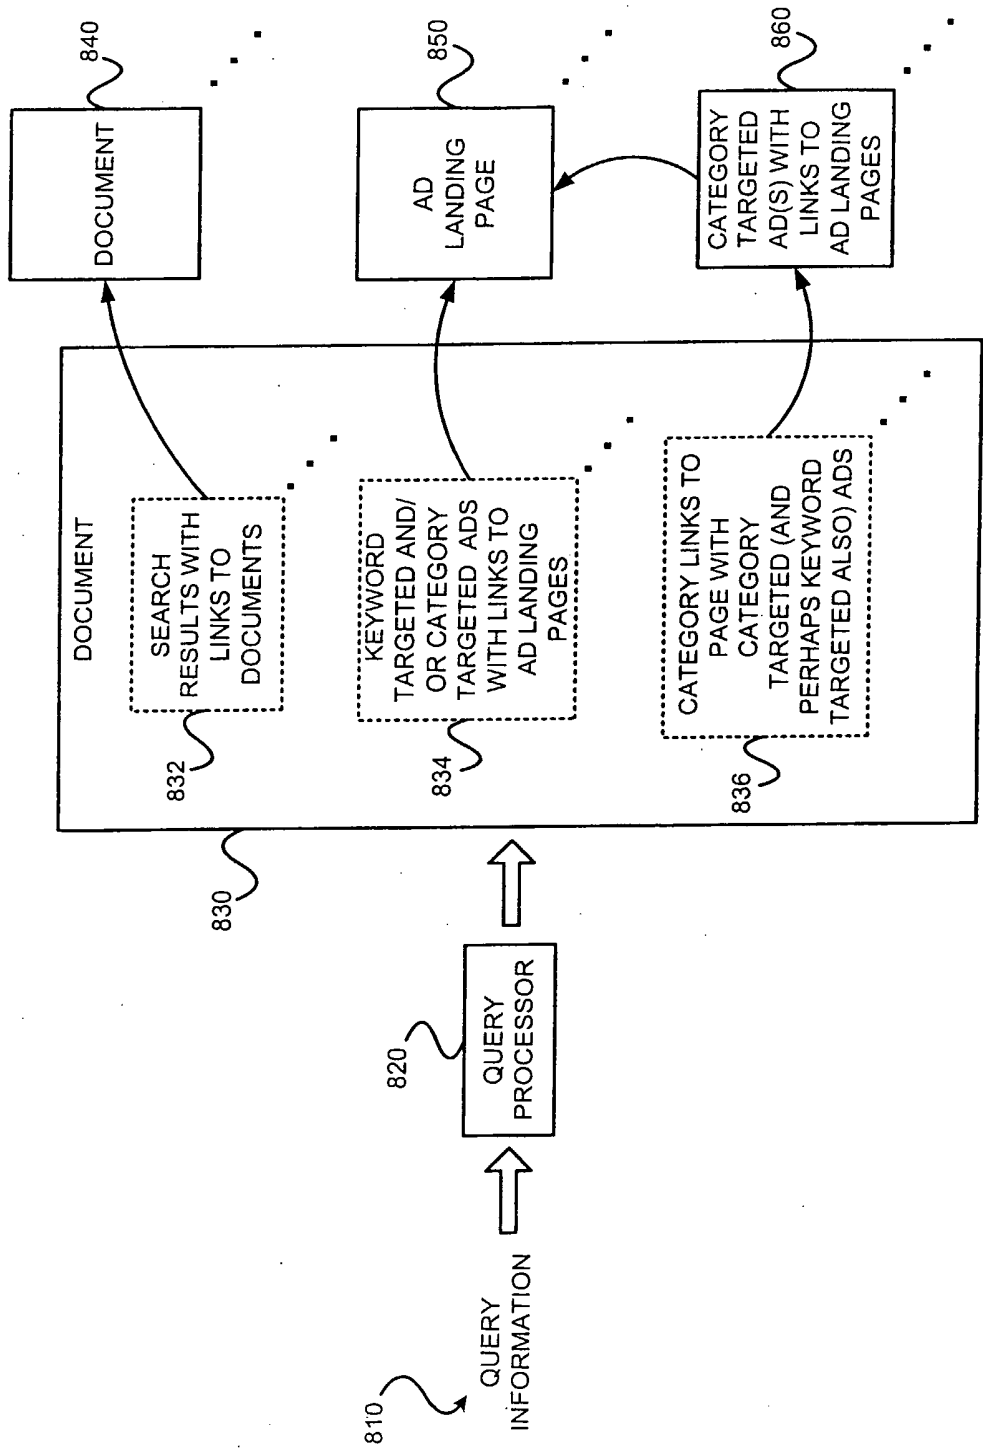 810
QUERY
INFORMATION
820
QUERY
PROCESSOR
830
DOCUMENT
832
SEARCH
RESULTS WITH
LINKS TO
DOCUMENTS
834
KEYWORD
TARGETED AND/
OR CATEGORY
TARGETED ADS
WITH LINKS TO
AD LANDING
PAGES
836
CATEGORY LINKS TO
PAGE WITH
CATEGORY
TARGETED (AND
PERHAPS KEYWORD
TARGETED ALSO) ADS
840
DOCUMENT
850
AD
LANDING
PAGE
860
CATEGORY
TARGETED
AD(S) WITH
LINKS TO
AD LANDING
PAGES